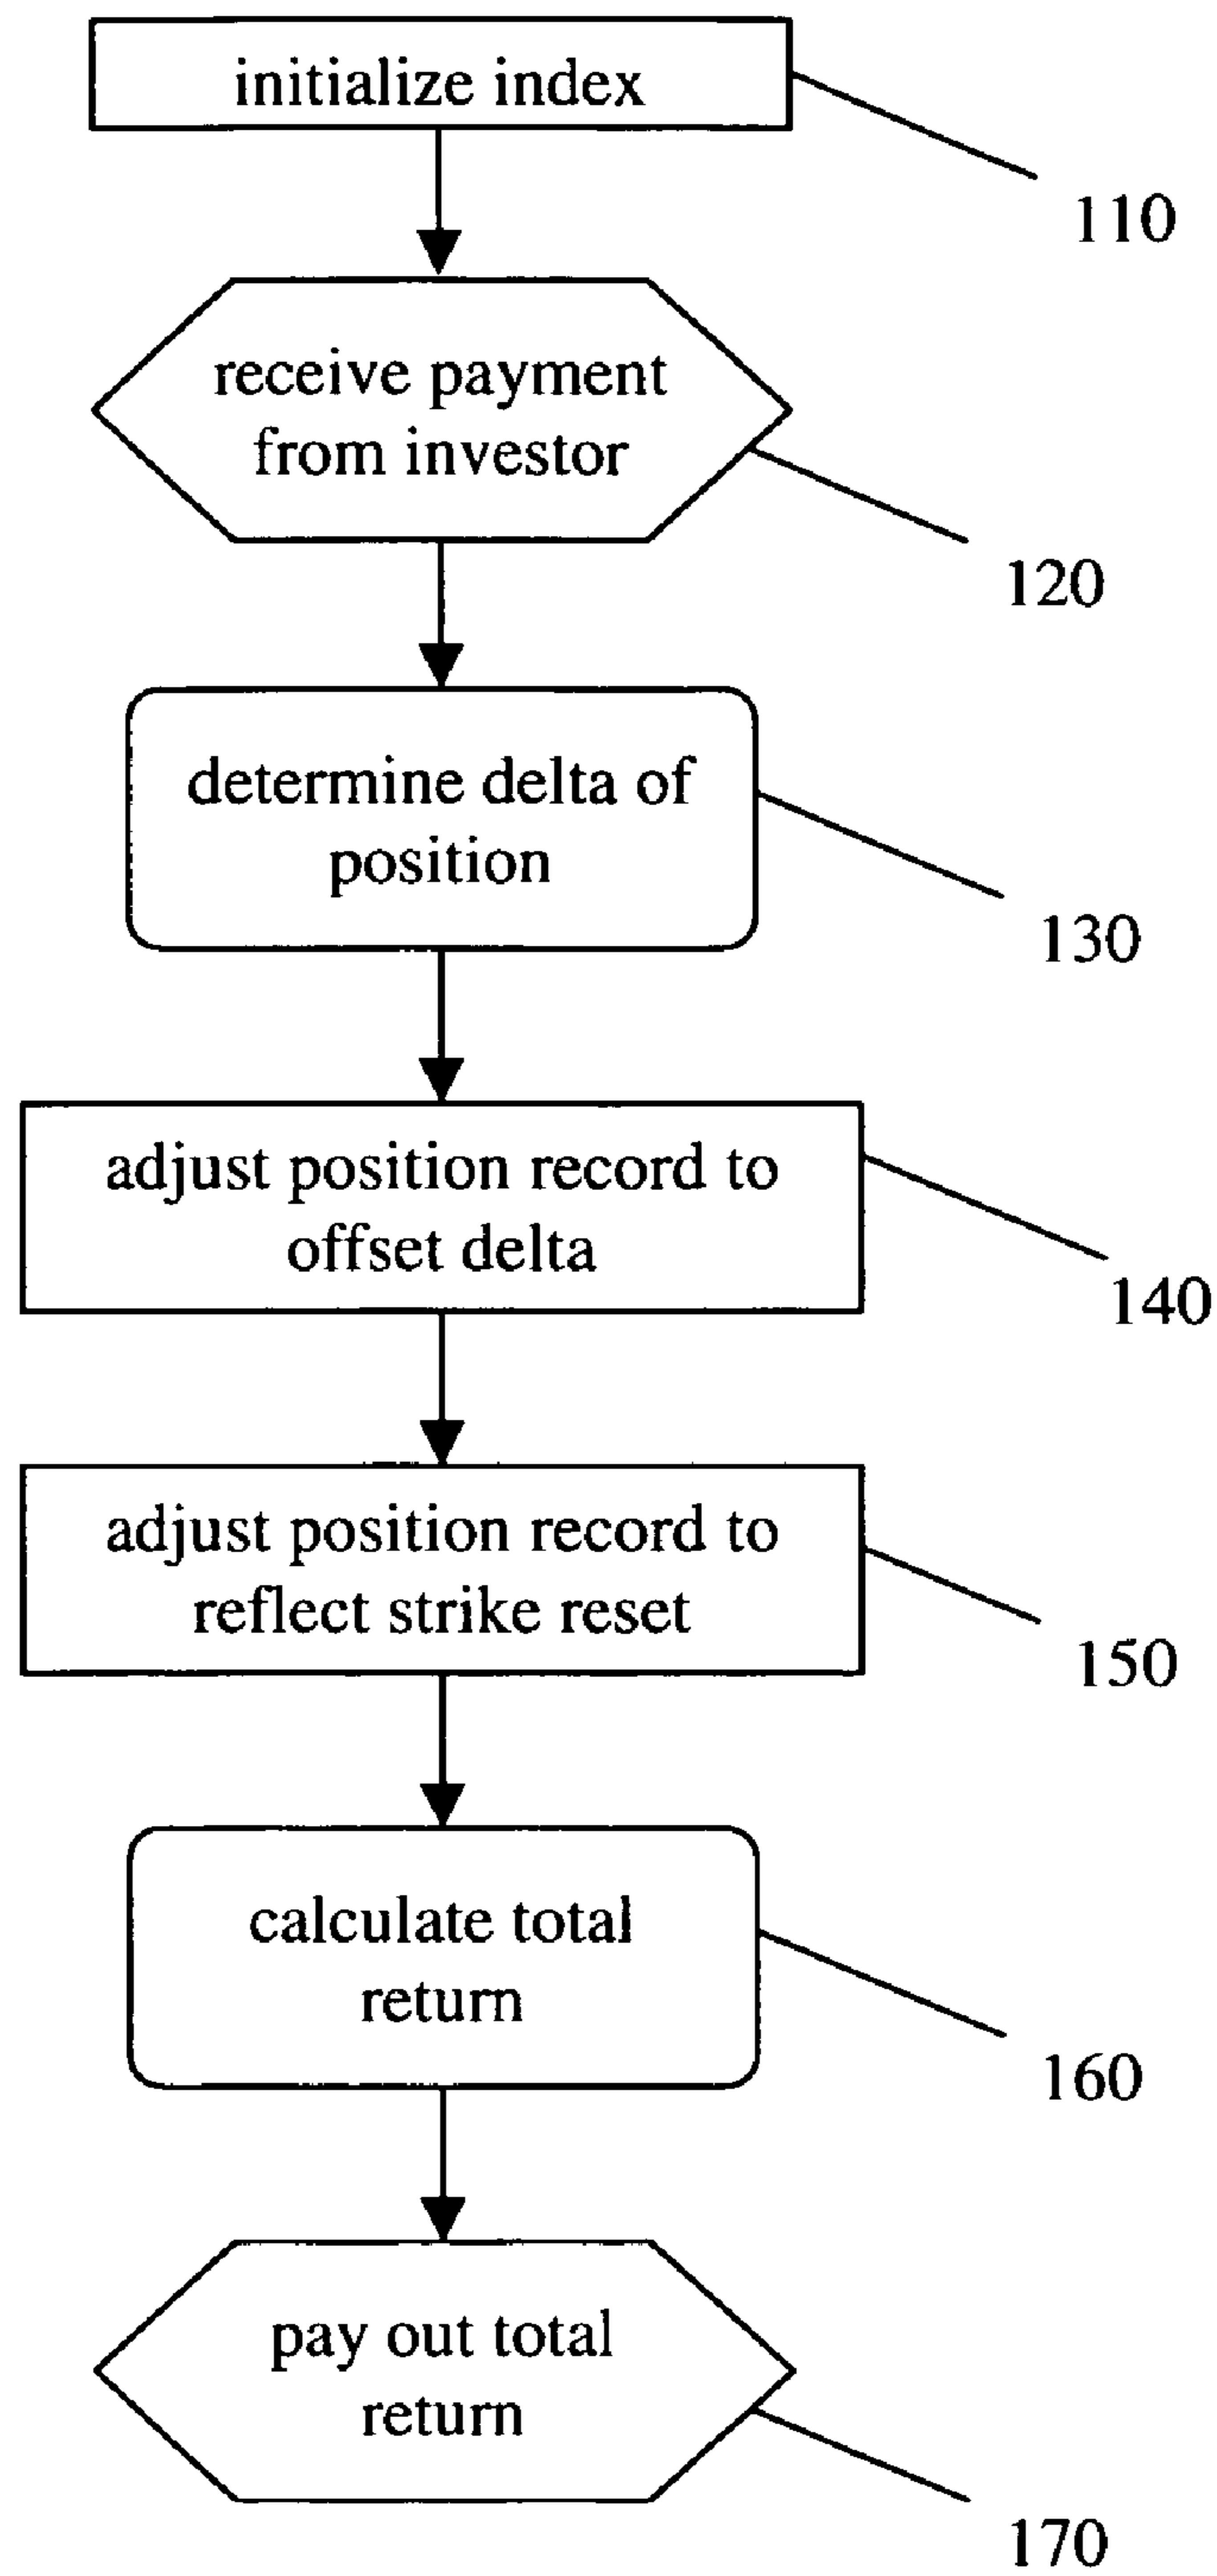 initialize index
110
receive payment
from investor
120
determine delta of
position
130
adjust position record to
offset delta
140
adjust position record to
reflect strike reset
150
calculate total
return
160
pay out total
return
170